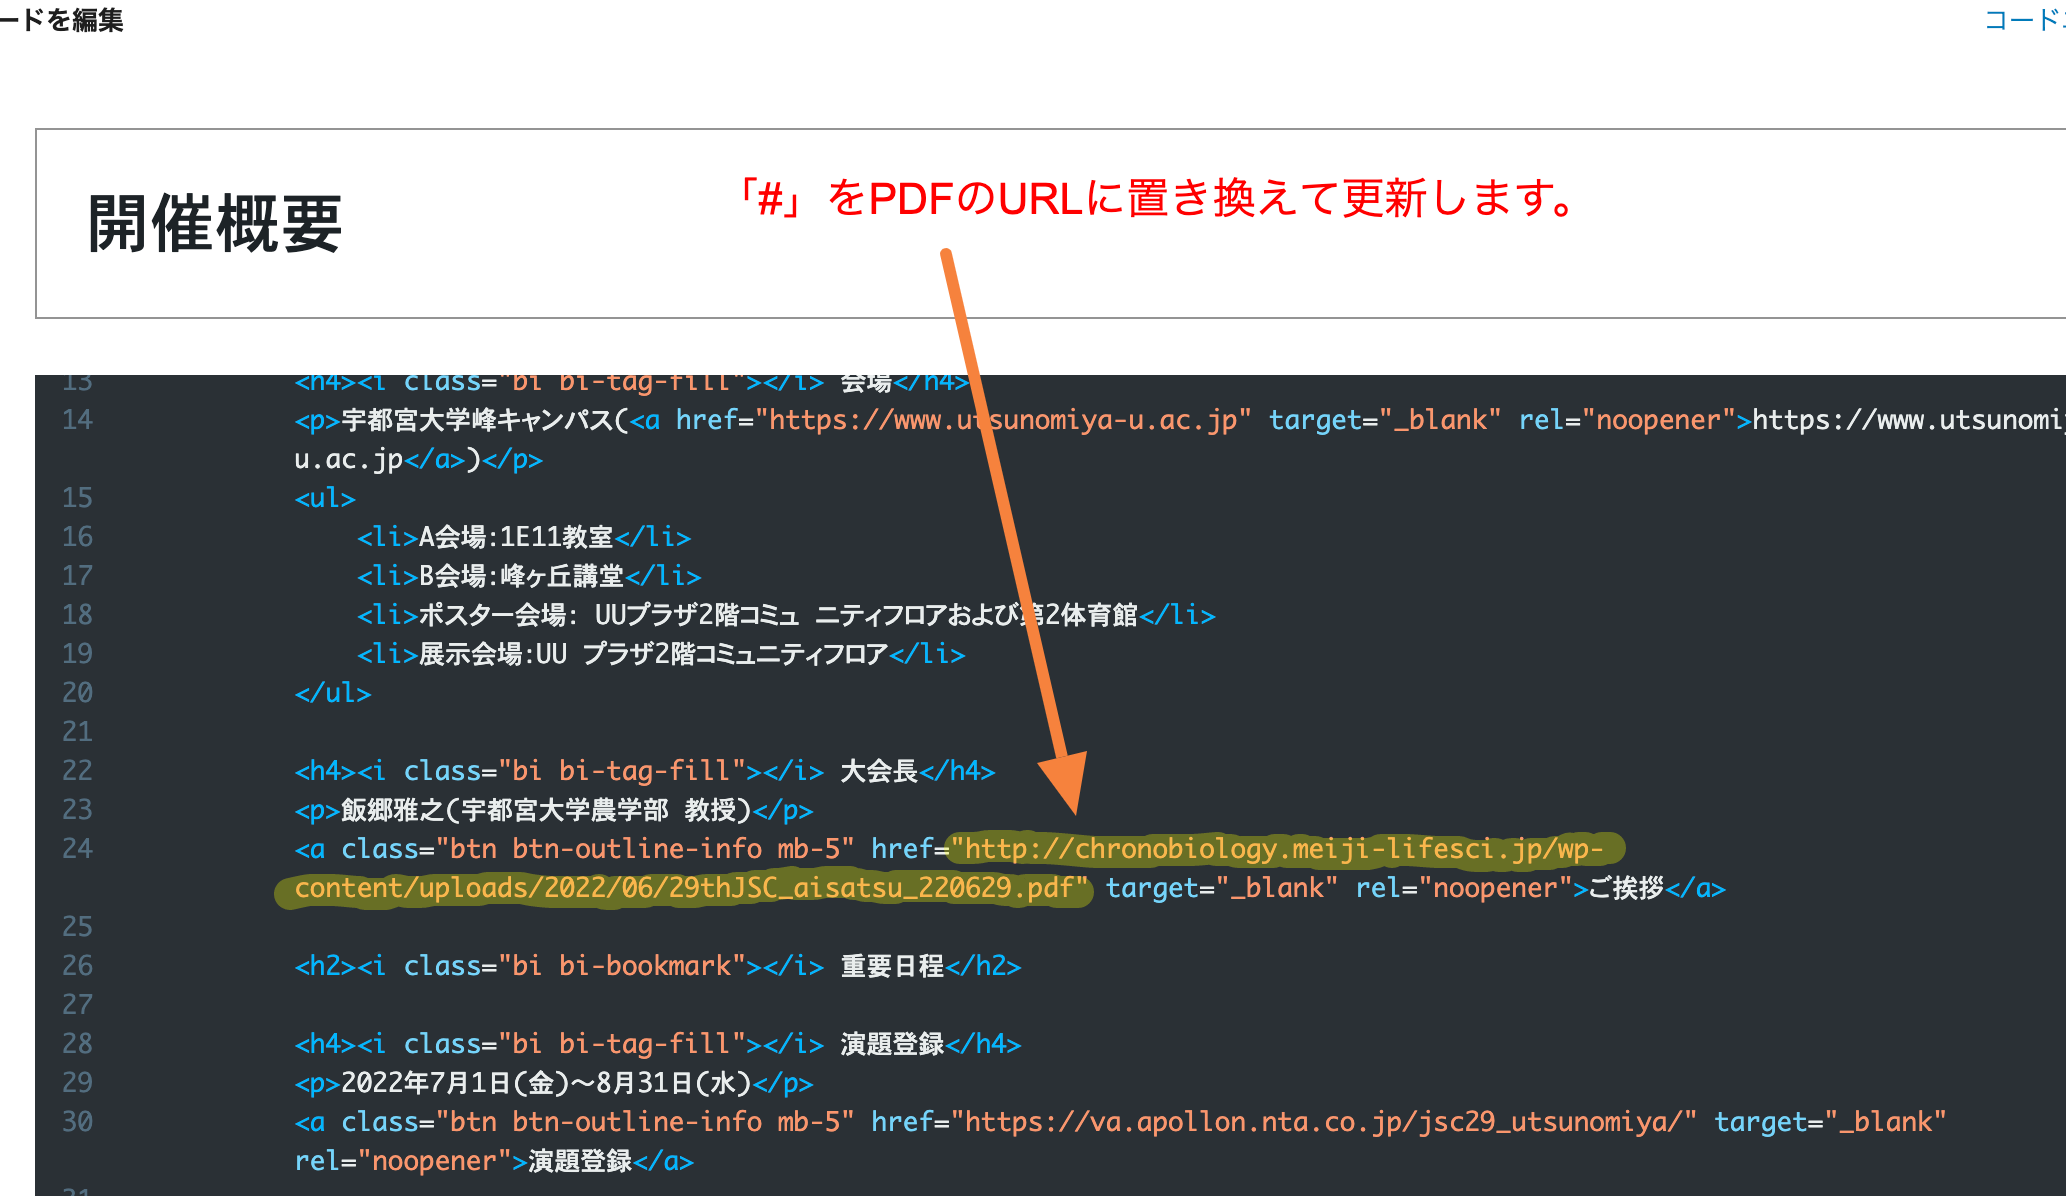 ードを編集
コード
開催概要
「#」をPDFのURLに置き換えて更新します。
13 <h4><i class="bi bi-tag-fill"></i> 会場</h4>
14 <p>宇都宮大学峰キャンパス(<a href="https://www.utsunomiya-u.ac.jp" target="_blank" rel="noopener">https://www.utsunomiy
u.ac.jp</a>)</p>
15 <ul>
16 <li>A会場:1E11教室</li>
17 <li>B会場:峰ヶ丘講堂</li>
18 <li>ポスター会場: UUプラザ2階コミュ ニティフロアおよび第2体育館</li>
19 <li>展示会場:UU プラザ2階コミュニティフロア</li>
20 </ul>
21
22 <h4><i class="bi bi-tag-fill"></i> 大会長</h4>
23 <p>飯郷雅之(宇都宮大学農学部 教授)</p>
24 <a class="btn btn-outline-info mb-5" href="http://chronobiology.meiji-lifesci.jp/wp-
content/uploads/2022/06/29thJSC_aisatsu_220629.pdf" target="_blank" rel="noopener">ご挨拶</a>
25
26 <h2><i class="bi bi-bookmark"></i> 重要日程</h2>
27
28 <h4><i class="bi bi-tag-fill"></i> 演題登録</h4>
29 <p>2022年7月1日(金)〜8月31日(水)</p>
30 <a class="btn btn-outline-info mb-5" href="https://va.apollon.nta.co.jp/jsc29_utsunomiya/" target="_blank"
rel="noopener">演題登録</a>
31